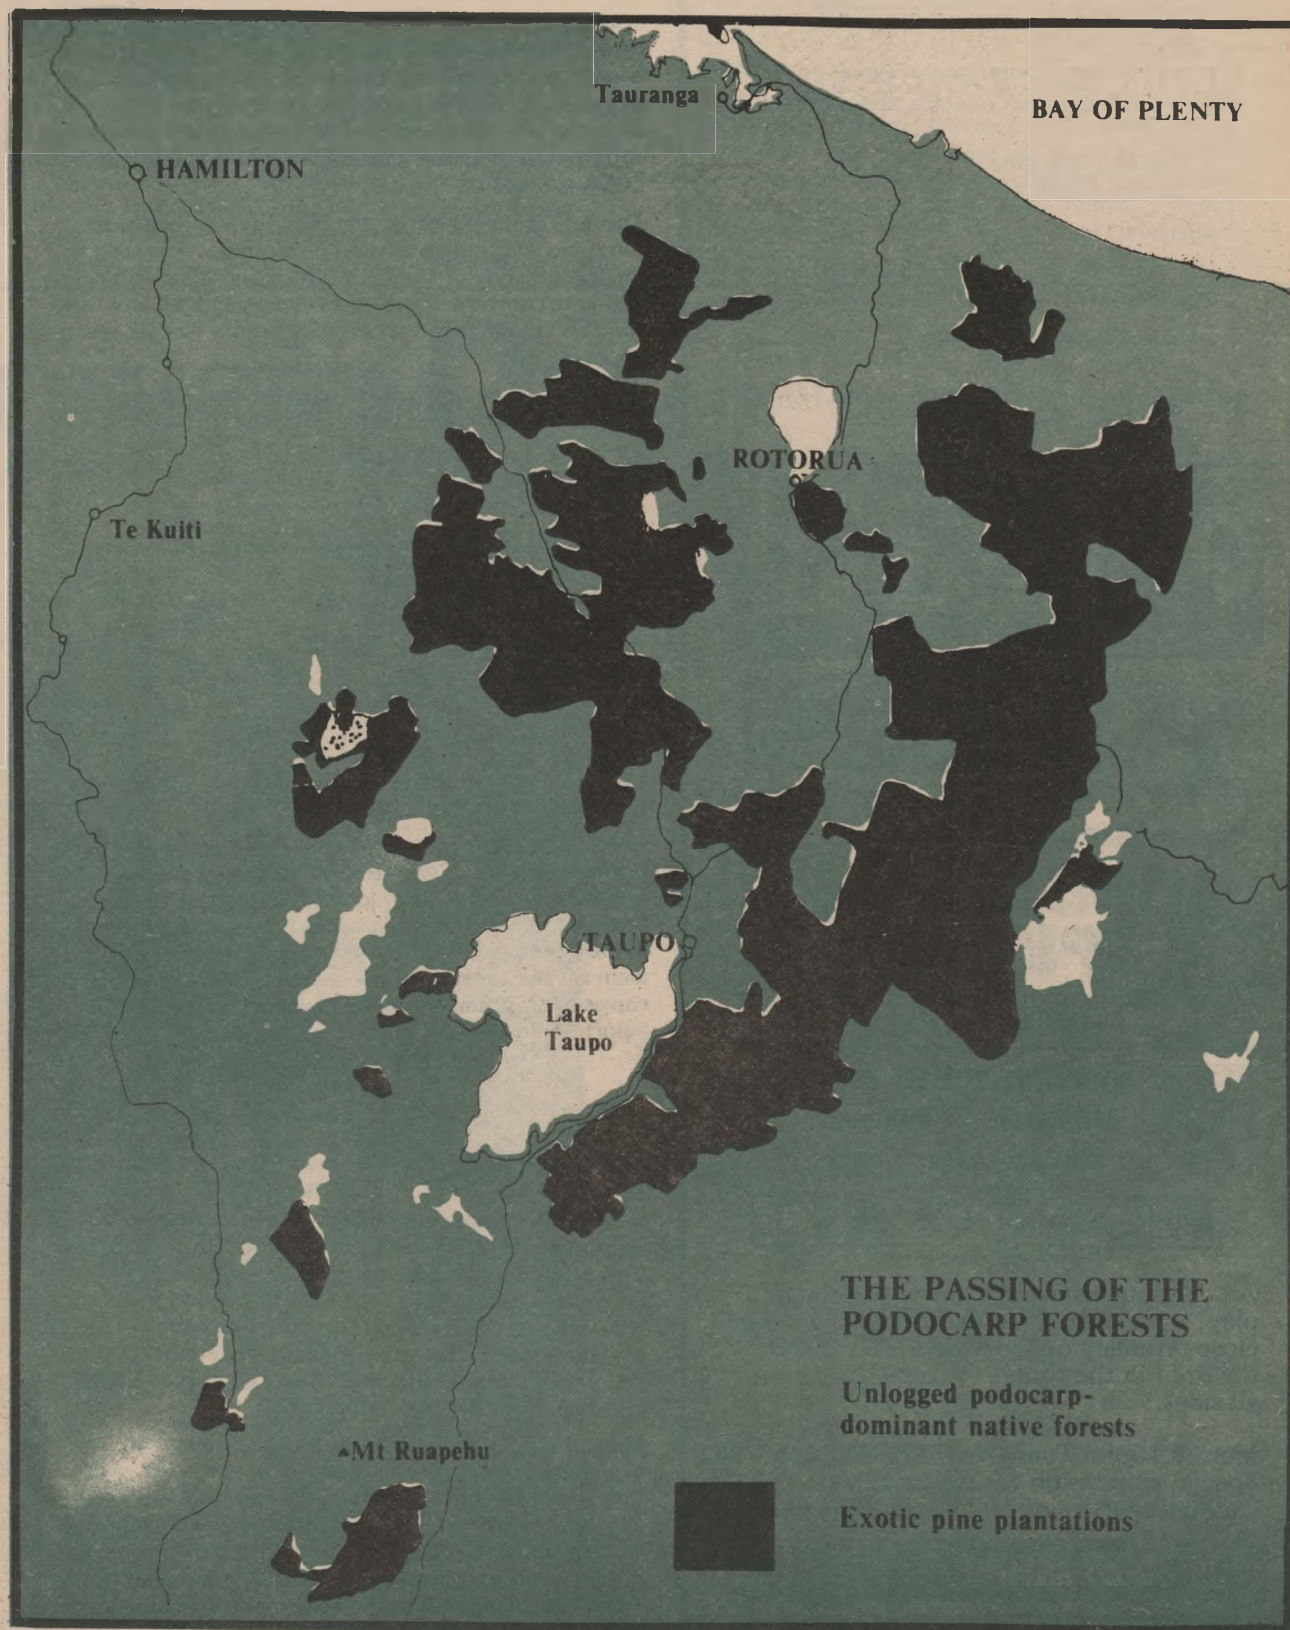 Tauranga
BAY OF PLENTY
HAMILTON
ROTORUA
Te Kuiti
TAUPO
Lake
Taupo
THE PASSING OF THE
PODOCARP FORESTS
Unlogged podocarp-
dominant native forests
Mt Ruapehu
Exotic pine plantations